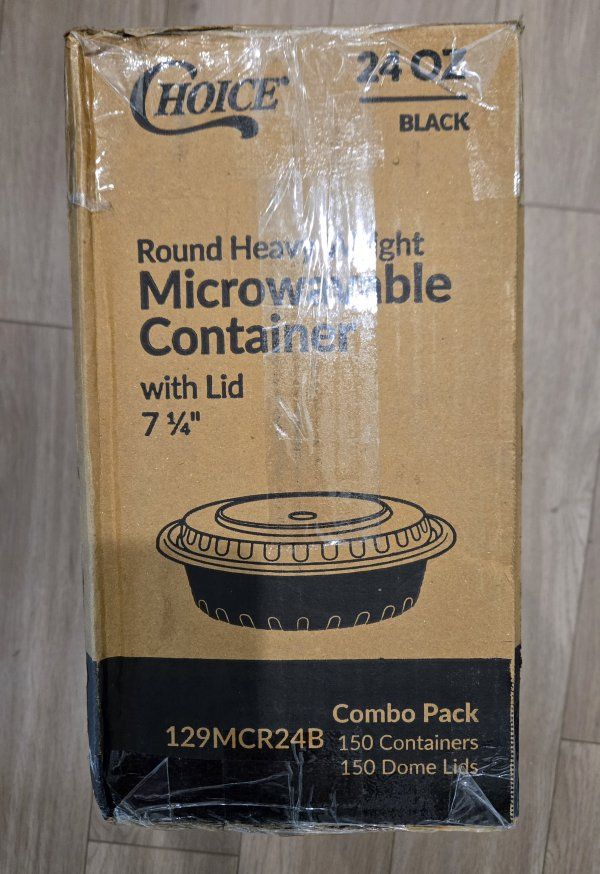 CHOICE
24 OZ
BLACK
Round Heavy Weight
Microwavable
Container
with Lid
7 ¼"
Combo Pack
129MCR24B
150 Containers
150 Dome Lids